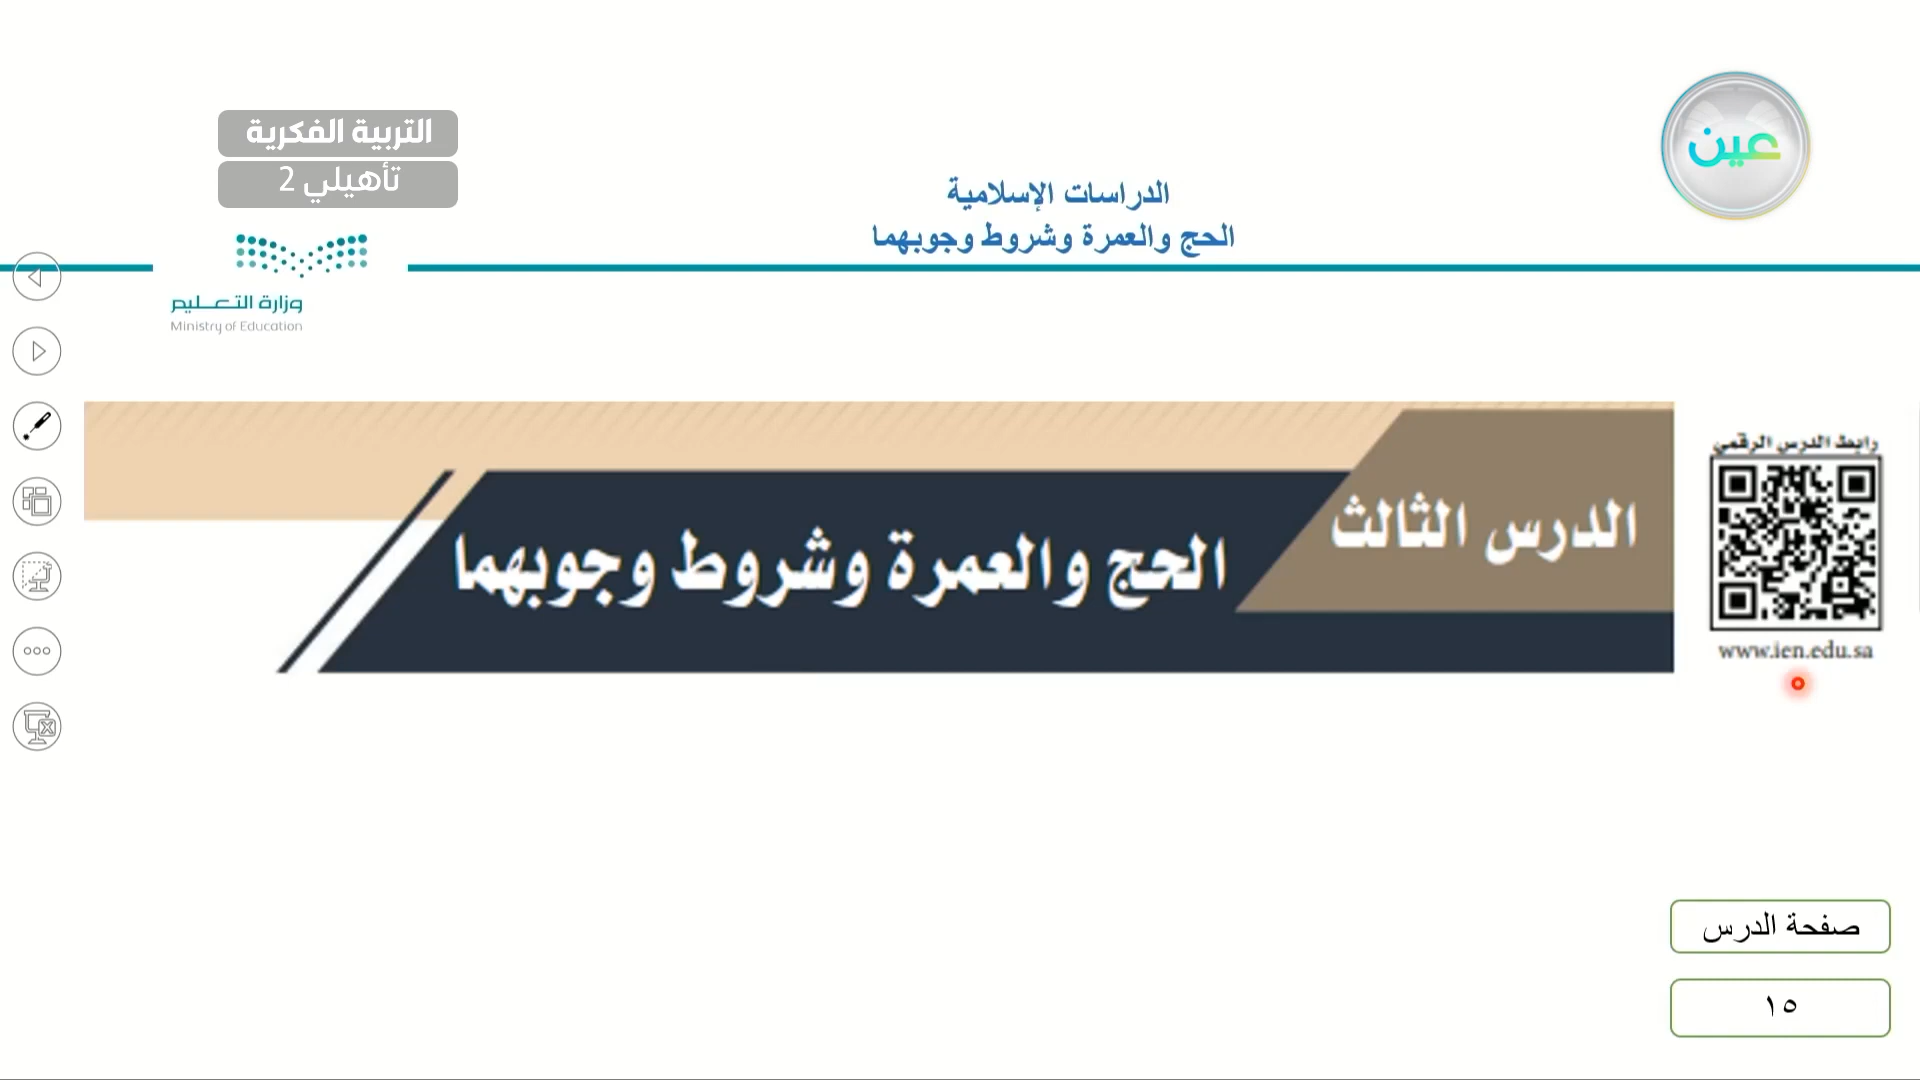 عين
التربية الفكرية
تأهيلي 2
الدراسات الإسلامية
الحج والعمرة وشروط وجوبهما
وزارة التعليم
Ministry of Education
الدرس الثالث
الحج والعمرة وشروط وجوبهما
رابط الدرس الرقمي
www.ien.edu.sa
صفحة الدرس
١٥